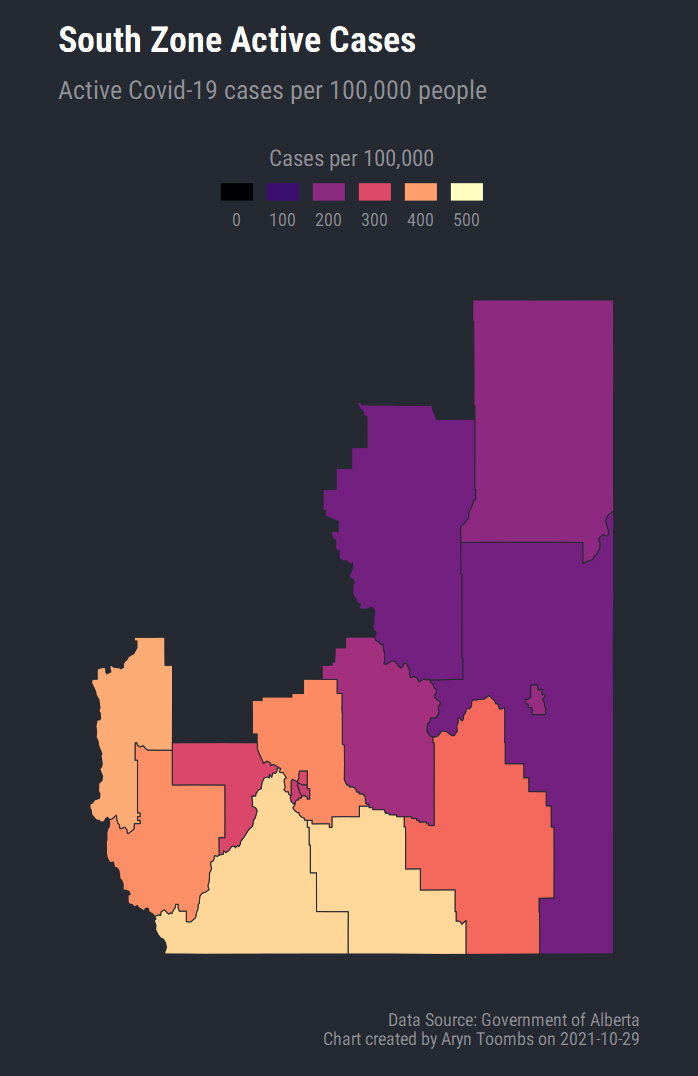 South Zone Active Cases
Active Covid-19 cases per 100,000 people
Cases per 100,000
0 100 200 300 400 500
Data Source: Government of Alberta
Chart created by Aryn Toombs on 2021-10-29